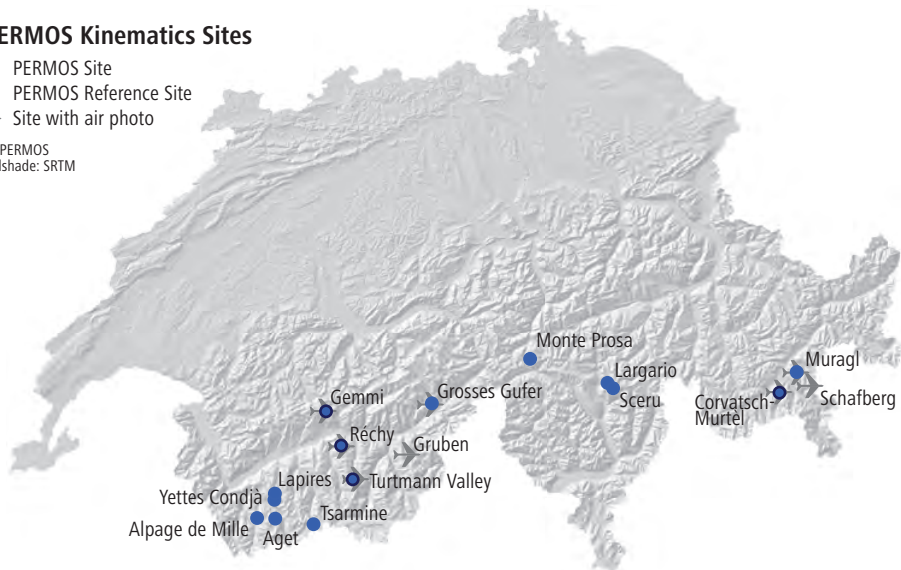 ERMOS Kinematics Sites
PERMOS Site
PERMOS Reference Site
Site with air photo
PERMOS
lshade: SRTM
Monte Prosa
Largario
Sceru
Muragl
Schafberg
Corvatsch-
Murtèl
Gemmi
Grosses Gufer
Réchy
Gruben
Lapires
Turtmann Valley
Yettes Condjà
Alpage de Mille
Aget
Tsarmine